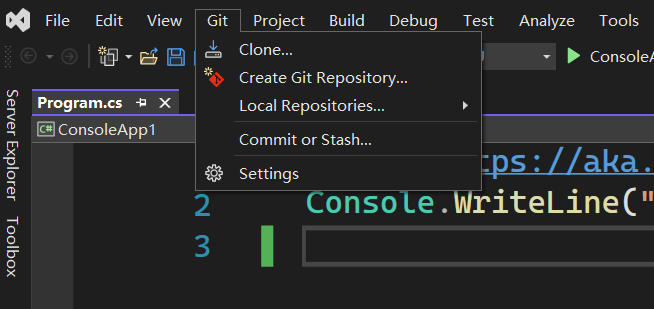 File Edit View Git Project Build Debug Test Analyze Tools
Clone...
Create Git Repository...
Local Repositories...
Commit or Stash...
Settings
ConsoleA
Program.cs
ConsoleApp1
Server Explorer
Toolbox
tps://aka.
2 Console.WriteLine("
3